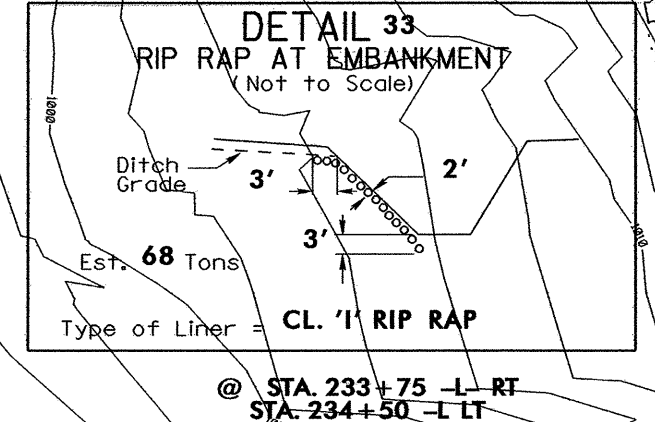 DETAIL 33
RIP RAP AT EMBANKMENT
(Not to Scale)
1000
Ditch
Grade
3'
2'
3'
1010
Est. 68 Tons
Type of Liner = CL. 'I' RIP RAP
@ STA. 233+75 -L- RT
STA. 234+50 -L LT